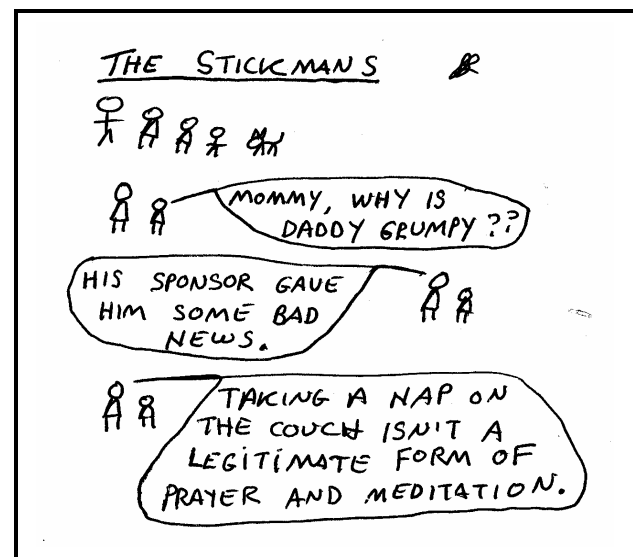 THE STICKMANS
MOMMY, WHY IS
DADDY GRUMPY??
HIS SPONSOR GAVE
HIM SOME BAD
NEWS.
TAKING A NAP ON
THE COUCH ISN'T A
LEGITIMATE FORM OF
PRAYER AND MEDITATION.